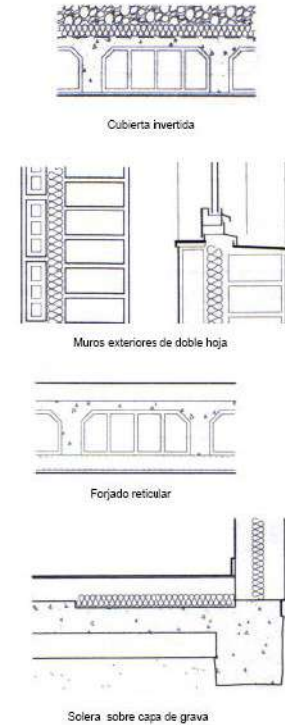 Cubierta invertida
Muros exteriores de doble hoja
Forjado reticular
Solera sobre capa de grava